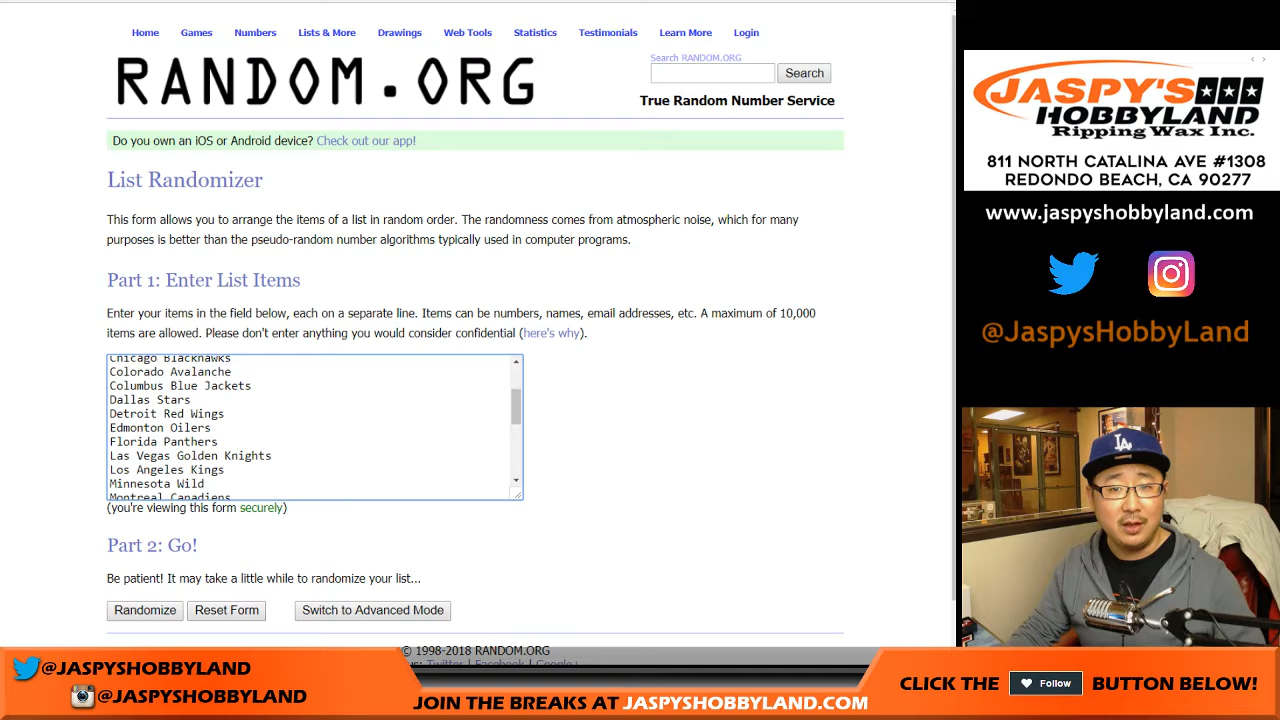 Home Games Numbers Lists & More Drawings Web Tools Statistics Testimonials Learn More Login
RANDOM.ORG
Search RANDOM.ORG
Search
True Random Number Service
Do you own an iOS or Android device? Check out our app!
List Randomizer
This form allows you to arrange the items of a list in random order. The randomness comes from atmospheric noise, which for many
purposes is better than the pseudo-random number algorithms typically used in computer programs.
Part 1: Enter List Items
Enter your items in the field below, each on a separate line. Items can be numbers, names, email addresses, etc. A maximum of 10,000
items are allowed. Please don't enter anything you would consider confidential (here's why).
Chicago Blackhawks
Colorado Avalanche
Columbus Blue Jackets
Dallas Stars
Detroit Red Wings
Edmonton Oilers
Florida Panthers
Las Vegas Golden Knights
Los Angeles Kings
Minnesota Wild
Montreal Canadiens
(you're viewing this form securely)
Part 2: Go!
Be patient! It may take a little while to randomize your list...
Randomize Reset Form Switch to Advanced Mode
© 1998-2018 RANDOM.ORG
Twitter | Facebook | Google+
JASPY'S
HOBBYLAND
Ripping Wax Inc.
811 NORTH CATALINA AVE #1308
REDONDO BEACH, CA 90277
www.jaspyshobbyland.com
@JaspysHobbyLand
LA
@JASPYSHOBBYLAND
@JASPYSHOBBYLAND
JOIN THE BREAKS AT JASPYSHOBBYLAND.COM
CLICK THE Follow BUTTON BELOW!